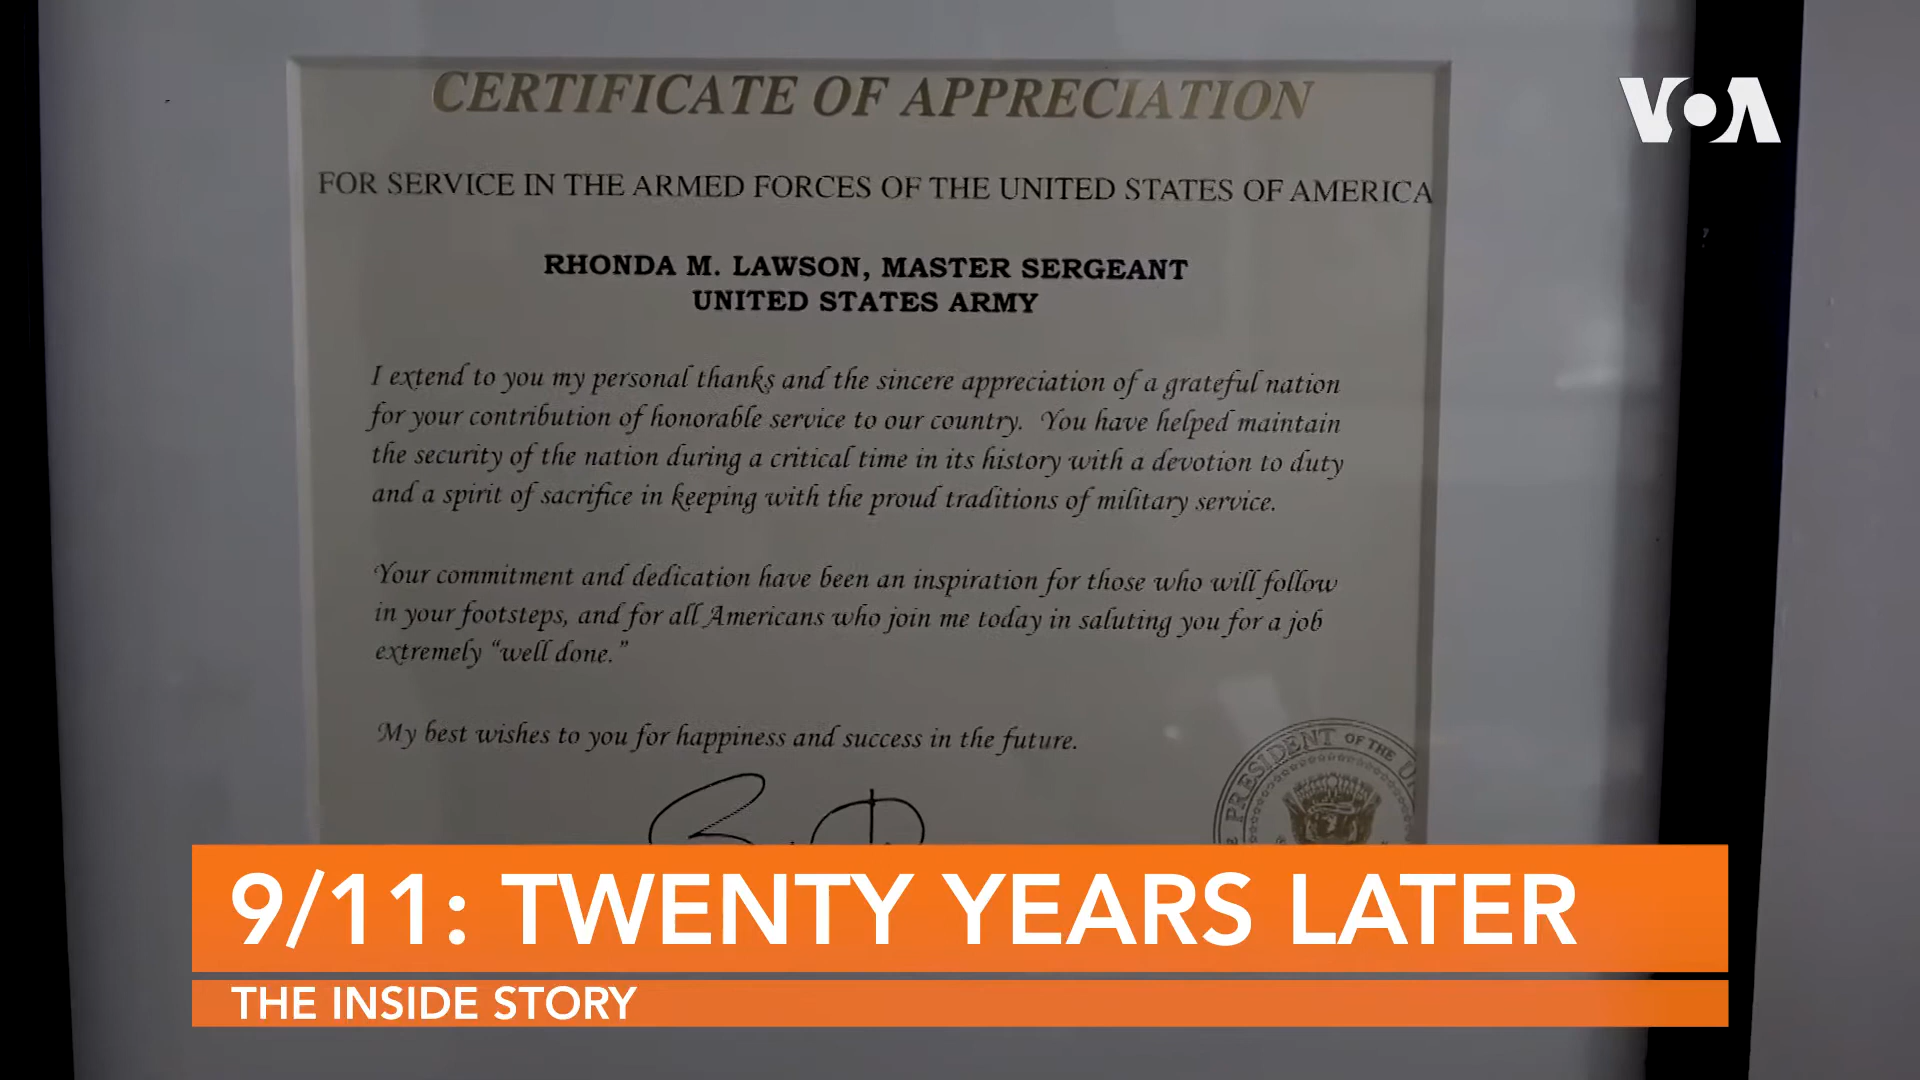 CERTIFICATE OF APPRECIATION
VOA
FOR SERVICE IN THE ARMED FORCES OF THE UNITED STATES OF AMERICA
RHONDA M. LAWSON, MASTER SERGEANT
UNITED STATES ARMY
I extend to you my personal thanks and the sincere appreciation of a grateful nation
for your contribution of honorable service to our country. You have helped maintain
the security of the nation during a critical time in its history with a devotion to duty
and a spirit of sacrifice in keeping with the proud traditions of military service.
Your commitment and dedication have been an inspiration for those who will follow
in your footsteps, and for all Americans who join me today in saluting you for a job
extremely “well done.”
My best wishes to you for happiness and success in the future.
PRESIDENT OF THE
9/11: TWENTY YEARS LATER
THE INSIDE STORY